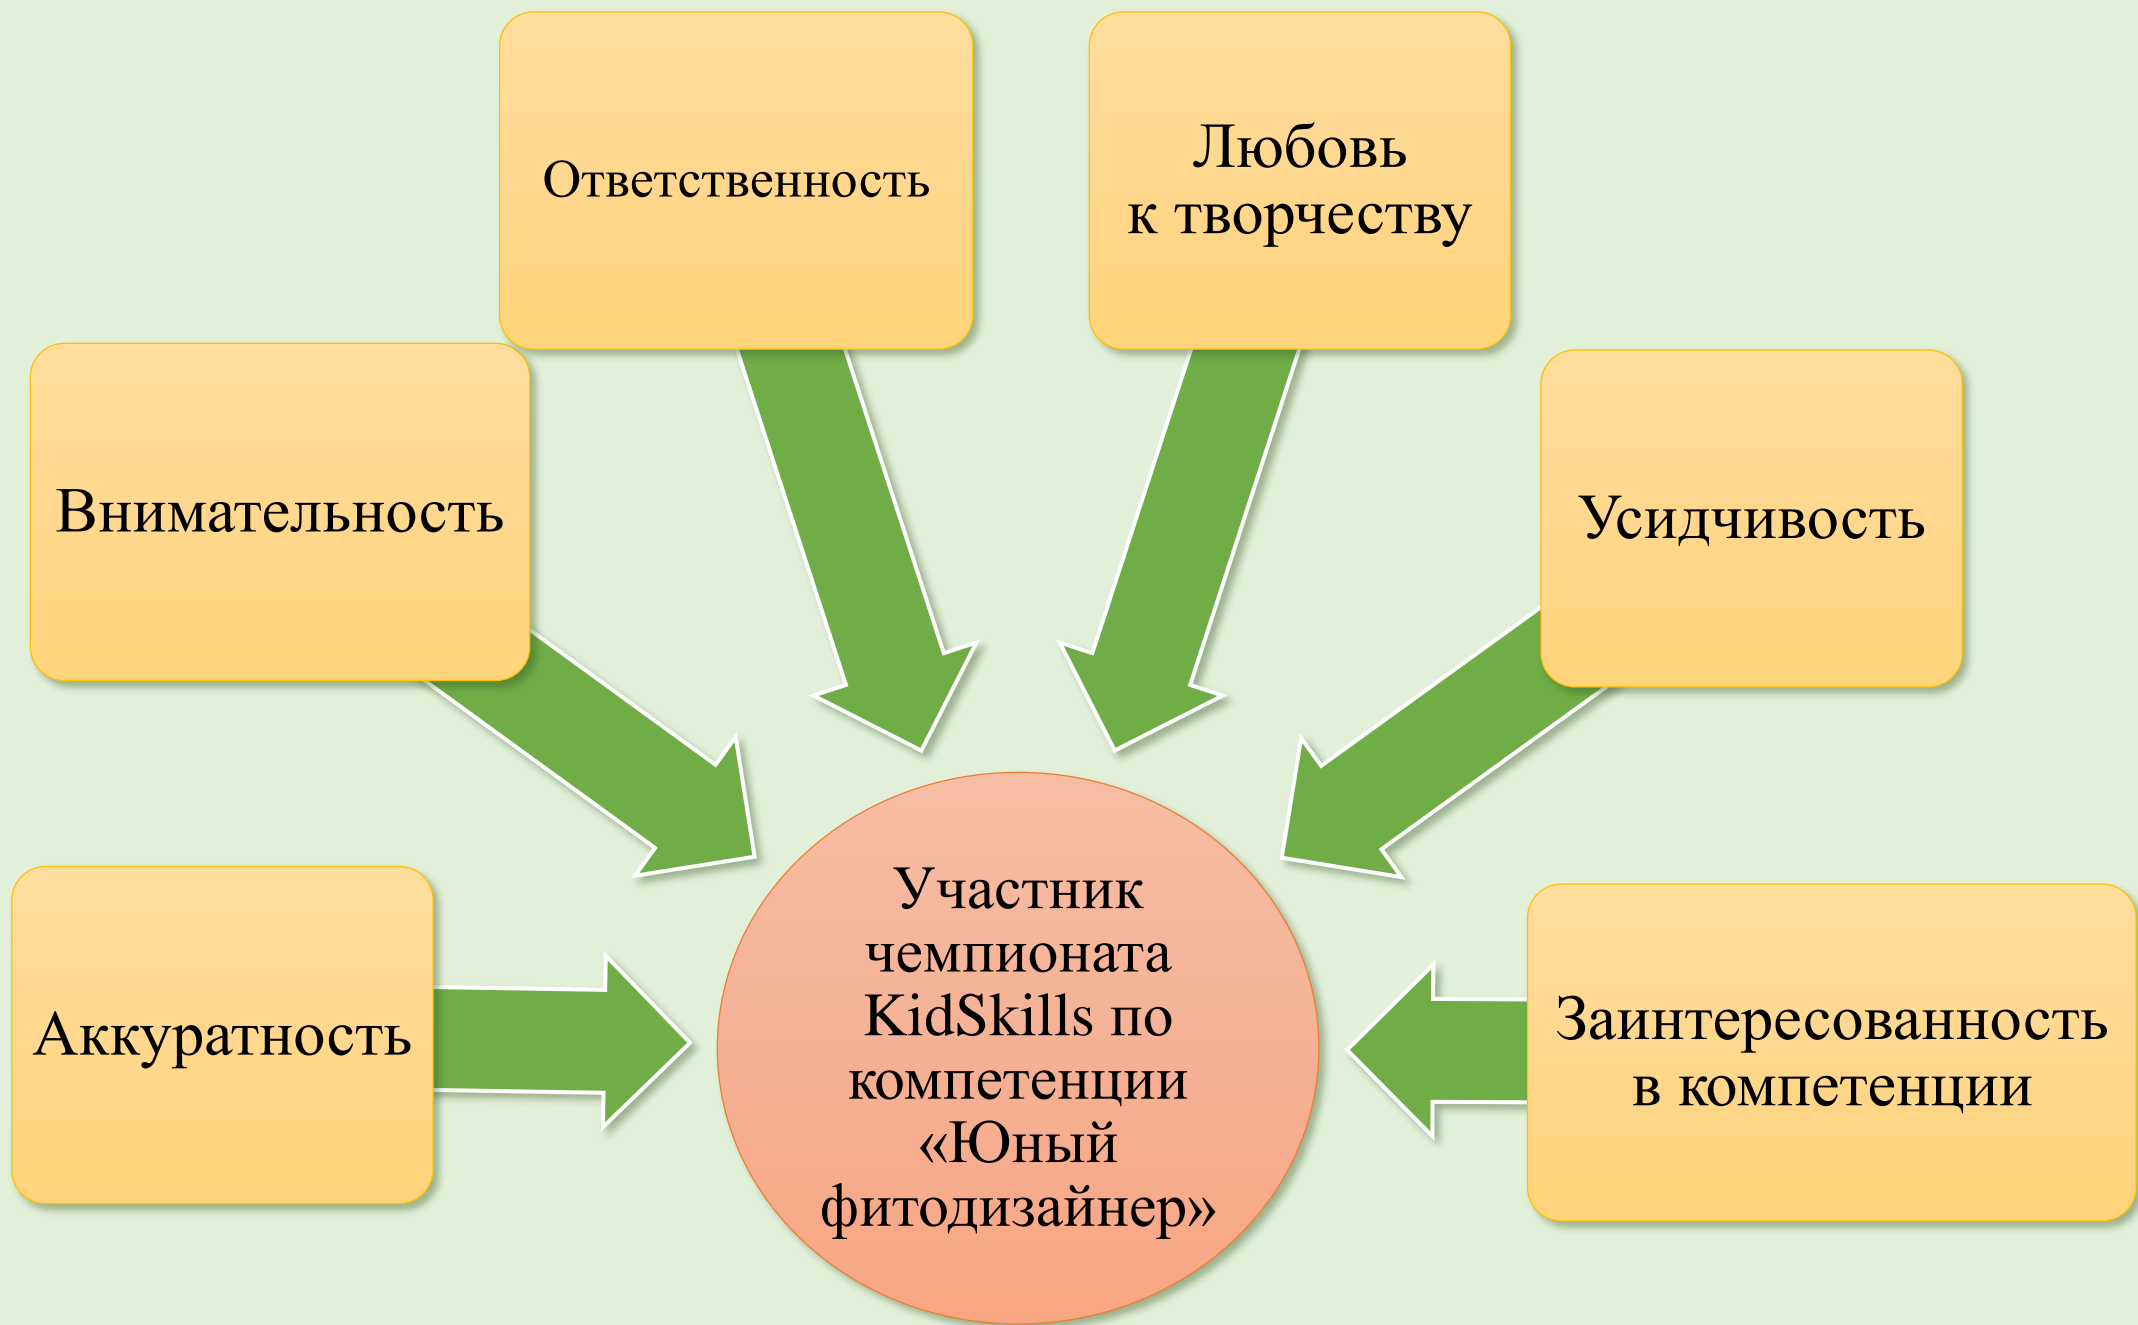 Ответственность
Любовь
к творчеству
Внимательность
Усидчивость
Аккуратность
Участник
чемпионата
KidSkills по
компетенции
«Юный
фитодизайнер»
Заинтересованность
в компетенции